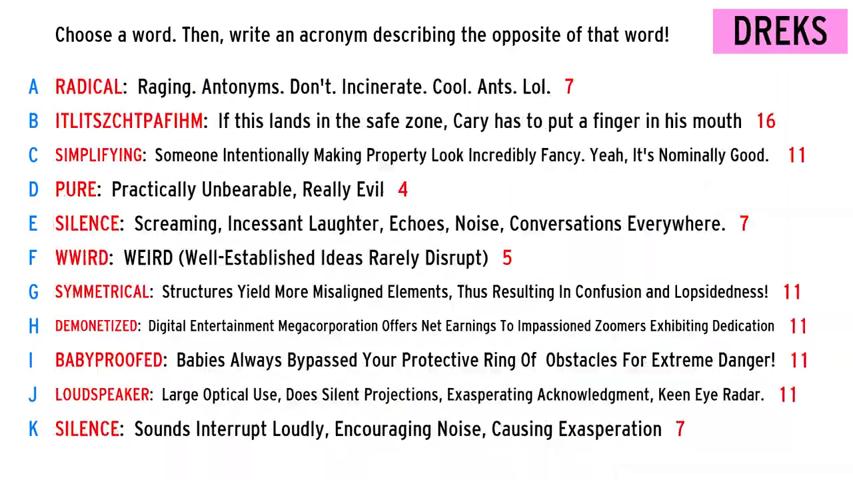 Choose a word. Then, write an acronym describing the opposite of that word!
DREKS
A RADICAL: Raging. Antonyms. Don't. Incinerate. Cool. Ants. Lol. 7
B ITLITSZCHTPAFIHM: If this lands in the safe zone, Cary has to put a finger in his mouth 16
C SIMPLIFYING: Someone Intentionally Making Property Look Incredibly Fancy. Yeah, It's Nominally Good. 11
D PURE: Practically Unbearable, Really Evil 4
E SILENCE: Screaming, Incessant Laughter, Echoes, Noise, Conversations Everywhere. 7
F WWIRD: WEIRD (Well-Established Ideas Rarely Disrupt) 5
G SYMMETRICAL: Structures Yield More Misaligned Elements, Thus Resulting In Confusion and Lopsidedness! 11
H DEMONETIZED: Digital Entertainment Megacorporation Offers Net Earnings To Impassioned Zoomers Exhibiting Dedication 11
I BABYPROOFED: Babies Always Bypassed Your Protective Ring Of Obstacles For Extreme Danger! 11
J LOUDSPEAKER: Large Optical Use, Does Silent Projections, Exasperating Acknowledgment, Keen Eye Radar. 11
K SILENCE: Sounds Interrupt Loudly, Encouraging Noise, Causing Exasperation 7